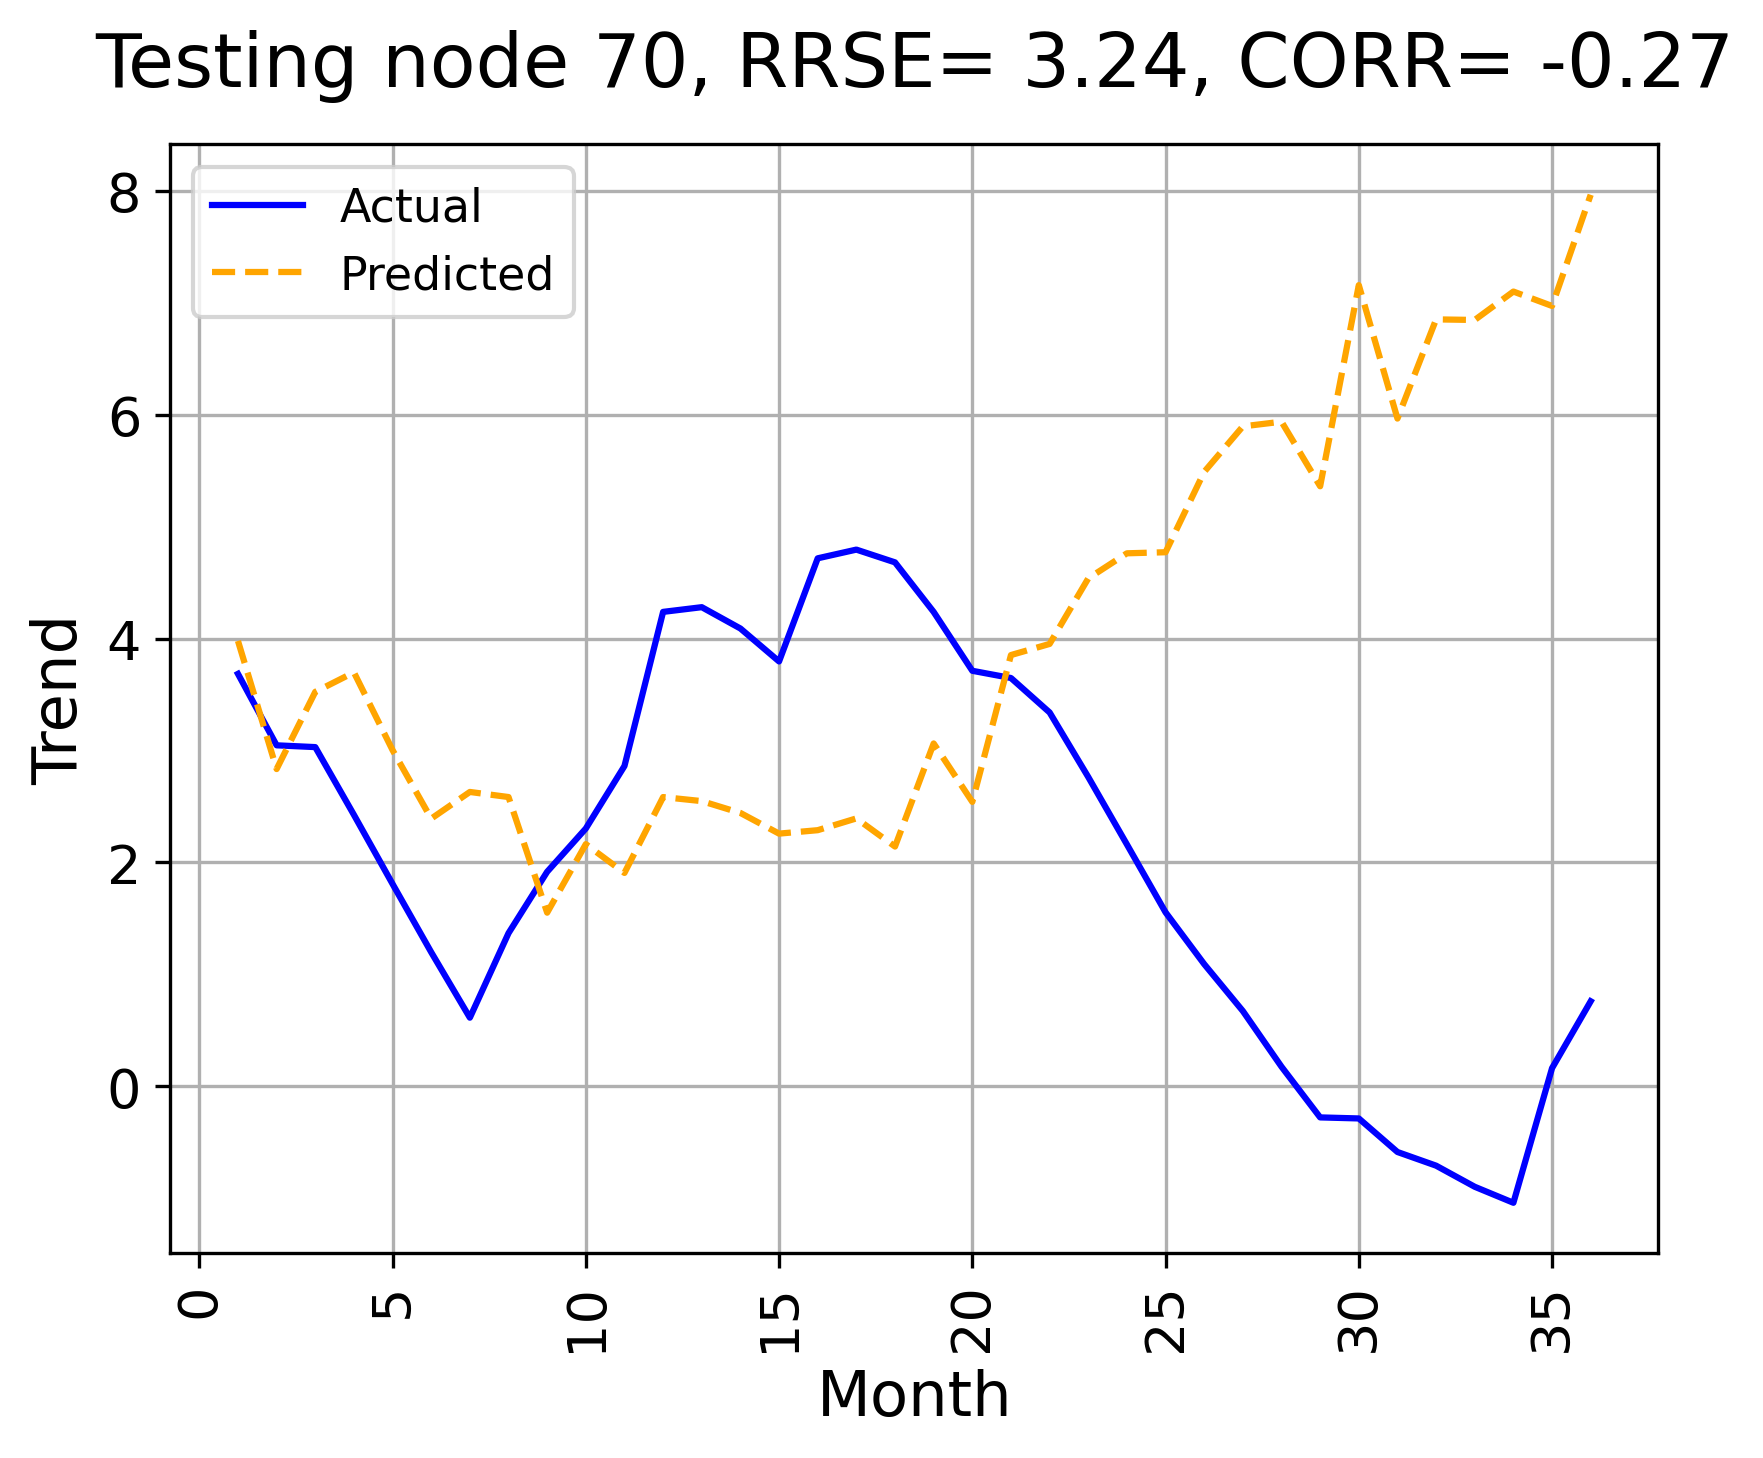 Testing node 70, RRSE= 3.24, CORR= -0.27
Actual
Predicted
Trend
8
6
4
2
0
0
5
10
15
20
25
30
35
Month